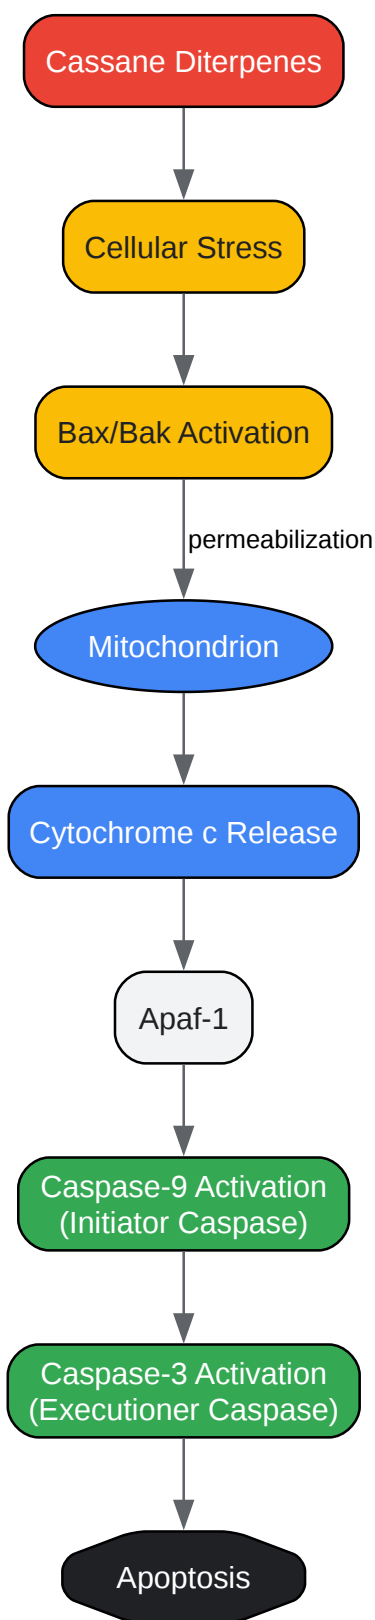 Cassane Diterpenes
Cellular Stress
Bax/Bak Activation
permeabilization
Mitochondrion
Cytochrome c Release
Apaf-1
Caspase-9 Activation
(Initiator Caspase)
Caspase-3 Activation
(Executioner Caspase)
Apoptosis